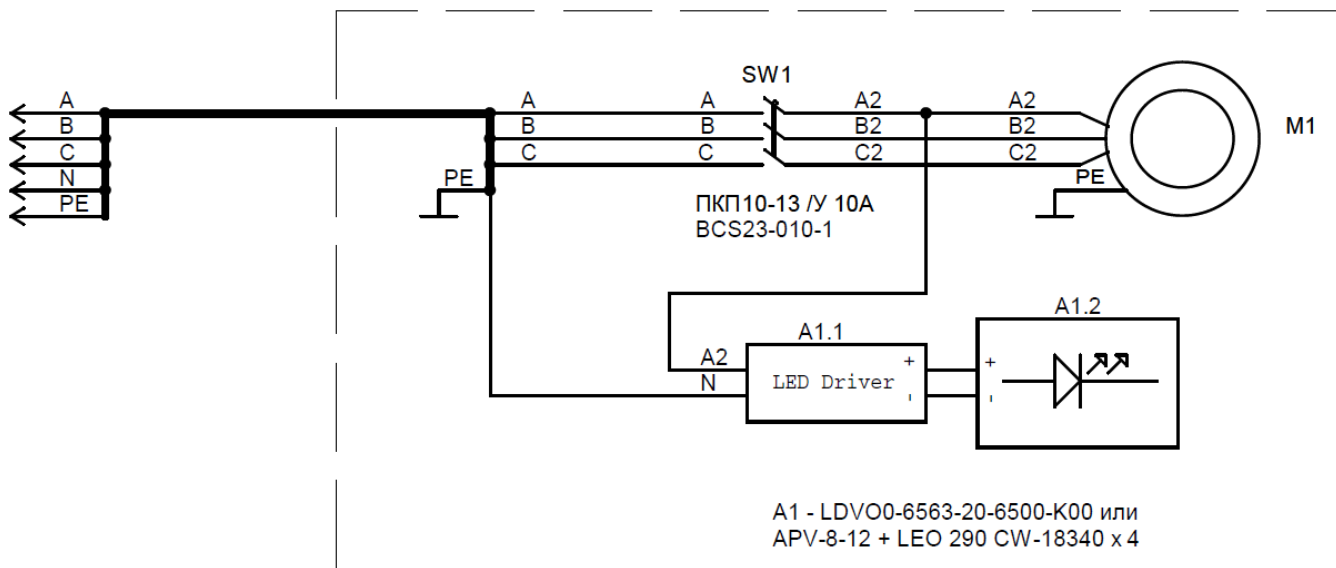 SW1
A A A A2 A2
B B B B2 B2 M1
C C C C2 C2
N PE PE
PE
ПКП10-13 /У 10А
BCS23-010-1
A1.1 A1.2
A2 + +
LED Driver
N - -
A1 - LDVO0-6563-20-6500-K00 или
APV-8-12 + LEO 290 CW-18340 x 4